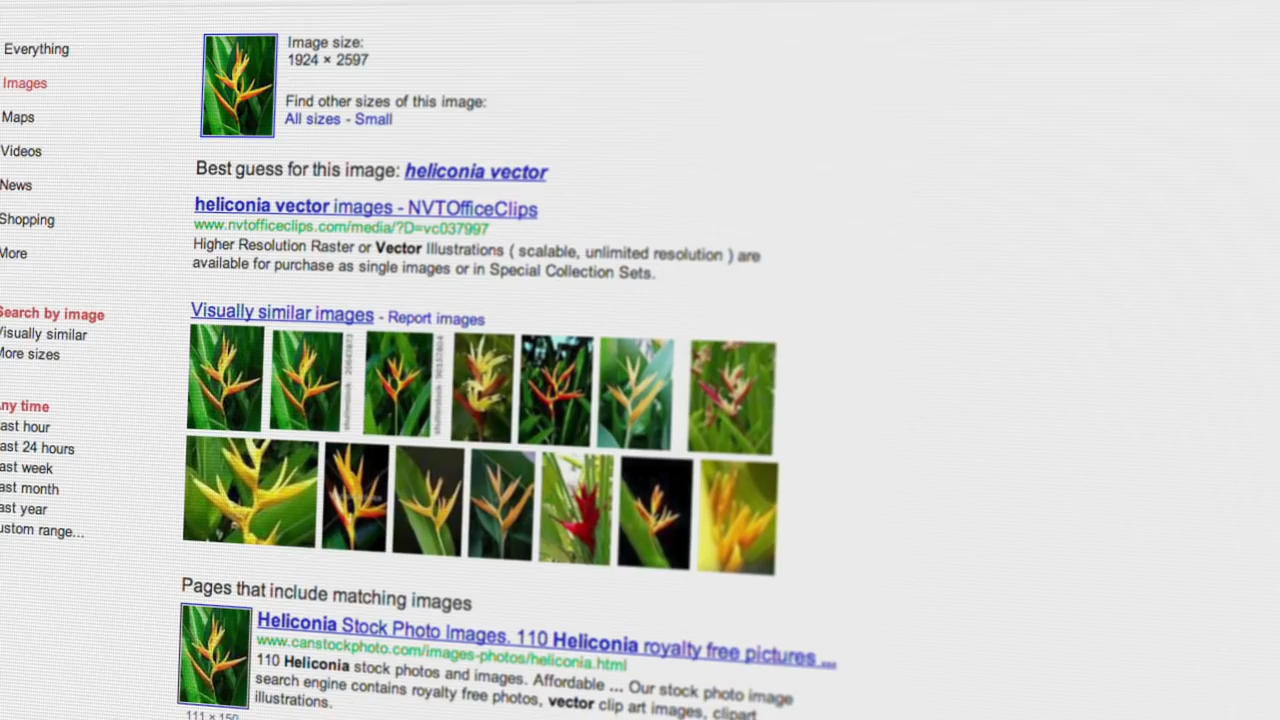 Everything
Images
Maps
Videos
News
Shopping
More
Search by image
Visually similar
More sizes
Any time
ast hour
ast 24 hours
ast week
ast month
ast year
ustom range...
Image size:
1924 × 2597
Find other sizes of this image:
All sizes - Small
Best guess for this image: heliconia vector
heliconia vector images - NVTOfficeClips
www.nvtofficeclips.com/media/?D=vc037997
Higher Resolution Raster or Vector Illustrations ( scalable, unlimited resolution ) are
available for purchase as single images or in Special Collection Sets.
Visually similar images - Report images
Pages that include matching images
Heliconia Stock Photo Images. 110 Heliconia royalty free pictures ...
www.canstockphoto.com/images-photos/heliconia.html
110 Heliconia stock photos and images. Affordable ... Our stock photo image
search engine contains royalty free photos, vector clip art images, clipart
illustrations.
111 × 150